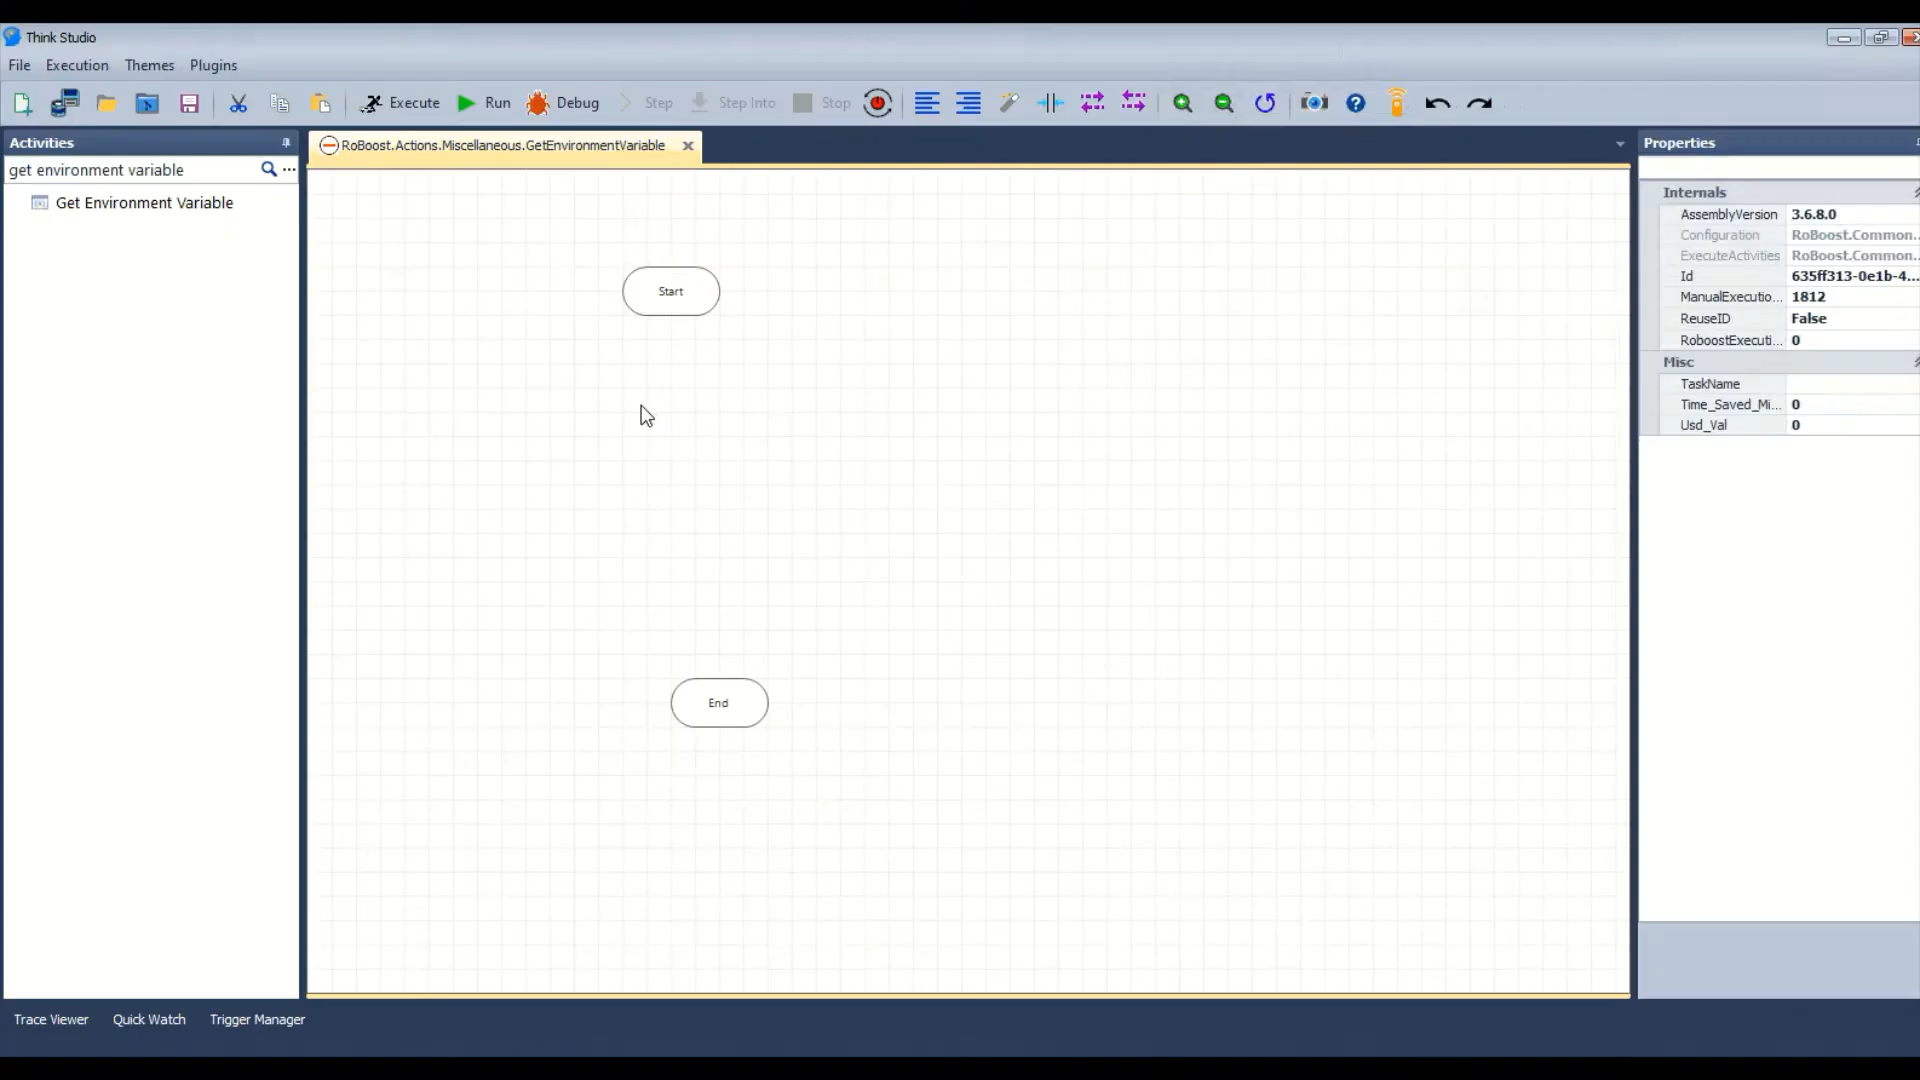 Think Studio
File Execution Themes Plugins
Execute Run Debug Step Step Into Stop
Activities
get environment variable
Get Environment Variable
RoBoost.Actions.Miscellaneous.GetEnvironmentVariable
Start
End
Properties
Internals
AssemblyVersion 3.6.8.0
Configuration RoBoost.Common...
ExecuteActivities RoBoost.Common...
Id 635ff313-0e1b-4...
ManualExecutio... 1812
ReuseID False
RoboostExecuti... 0
Misc
TaskName
Time_Saved_Mi... 0
Usd_Val 0
Trace Viewer Quick Watch Trigger Manager